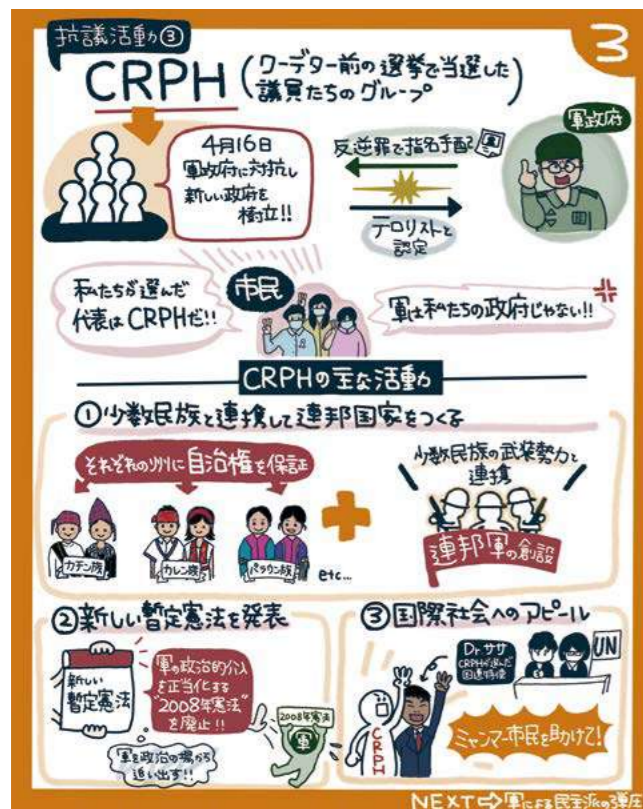 抗議活動③
3
CRPH
(クーデター前の選挙で当選した
議員たちのグループ)
4月16日
軍政府に対抗し
新しい政府を
樹立!!
反逆罪で指名手配
軍政府
テロリストと
認定
私たちが選んだ
代表はCRPHだ!!
市民
軍は私たちの政府じゃない!!
CRPHの主な活動
①少数民族と連携して連邦国家をつくる
それぞれの州に自治権を保証
カチン族
カレン族
パラウン族
etc...
少数民族の武装勢力と
連携
連邦軍の創設
②新しい暫定憲法を発表
新しい
暫定憲法
軍の政治的介入
を正当化する
"2008年憲法"
を廃止!!
軍を政治の場から
追い出す!!
2008年憲法
軍
③国際社会へのアピール
Dr ササ
CRPHが選んだ
国連特使
UN
CRPH
ミャンマー市民を助けて!
NEXT⇨軍による民主派の弾圧